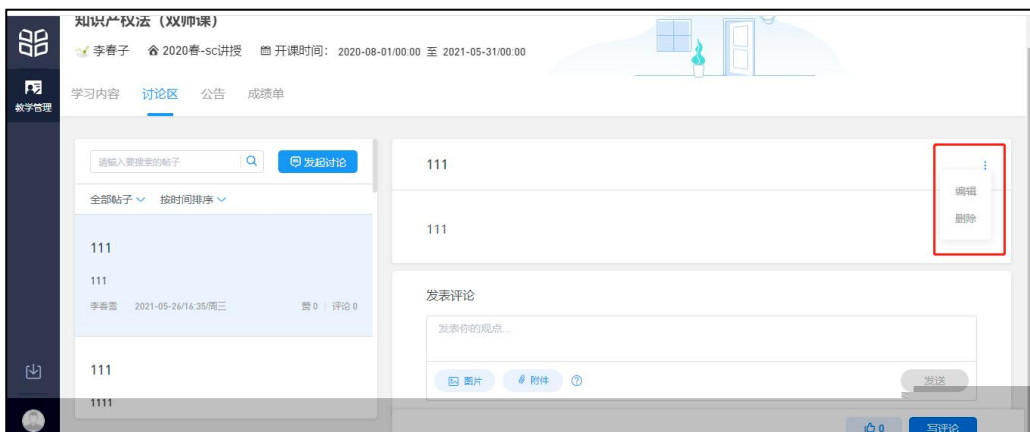 知识产权法（双师课）
李春子 2020春-sc讲授 开课时间： 2020-08-01/00:00 至 2021-05-31/00:00
教学管理
学习内容 讨论区 公告 成绩单
请输入要搜索的帖子 发起讨论
全部帖子 按时间排序
111
111
李春雪 2021-05-26/16:35/周三 赞 0 评论 0
111
1111
111
编辑
删除
111
发表评论
发表你的观点...
图片 附件 发送
0 写评论